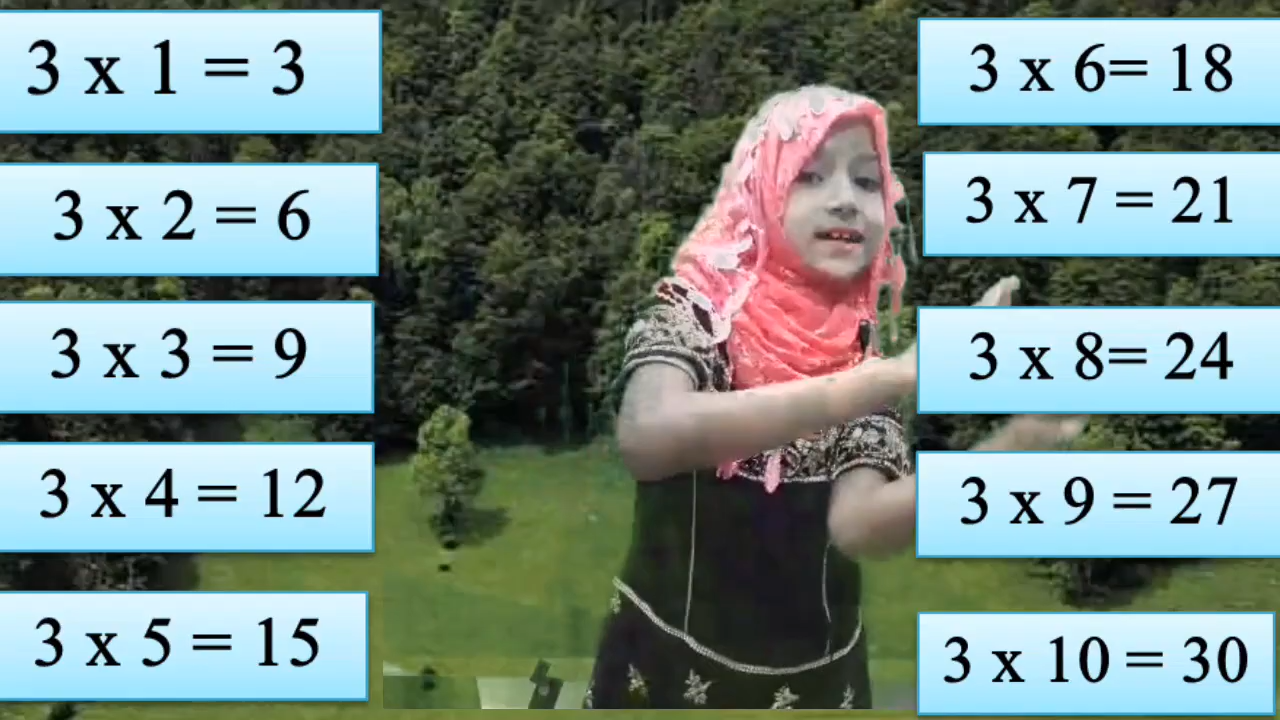 3 x 1 = 3
3 x 2 = 6
3 x 3 = 9
3 x 4 = 12
3 x 5 = 15
3 x 6= 18
3 x 7 = 21
3 x 8= 24
3 x 9 = 27
3 x 10 = 30